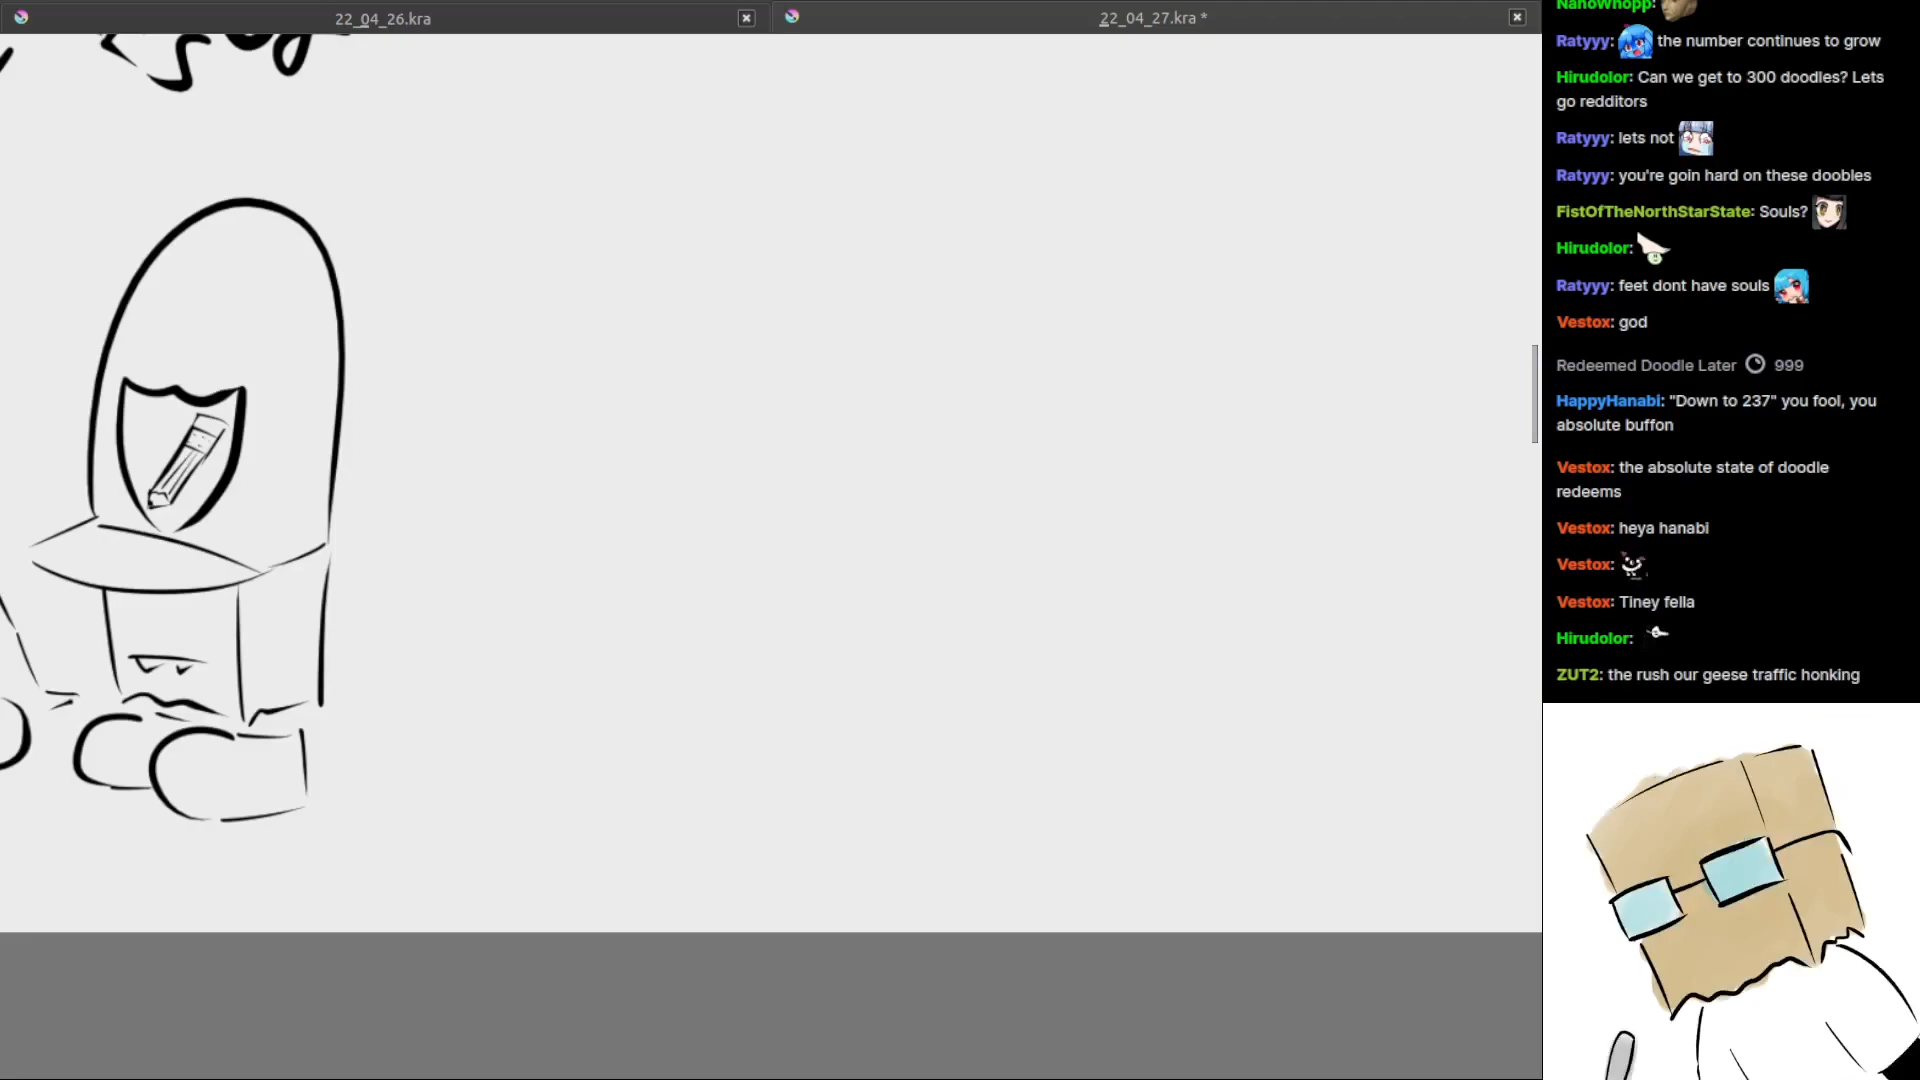 22_04_26.kra
22_04_27.kra *
NanoWhopp:
Ratyyy: the number continues to grow
Hirudolor: Can we get to 300 doodles? Lets
go redditors
Ratyyy: lets not
Ratyyy: you're goin hard on these doobles
FistOfTheNorthStarState: Souls?
Hirudolor:
Ratyyy: feet dont have souls
Vestox: god
Redeemed Doodle Later 999
HappyHanabi: "Down to 237" you fool, you
absolute buffon
Vestox: the absolute state of doodle
redeems
Vestox: heya hanabi
Vestox:
Vestox: Tiney fella
Hirudolor:
ZUT2: the rush our geese traffic honking